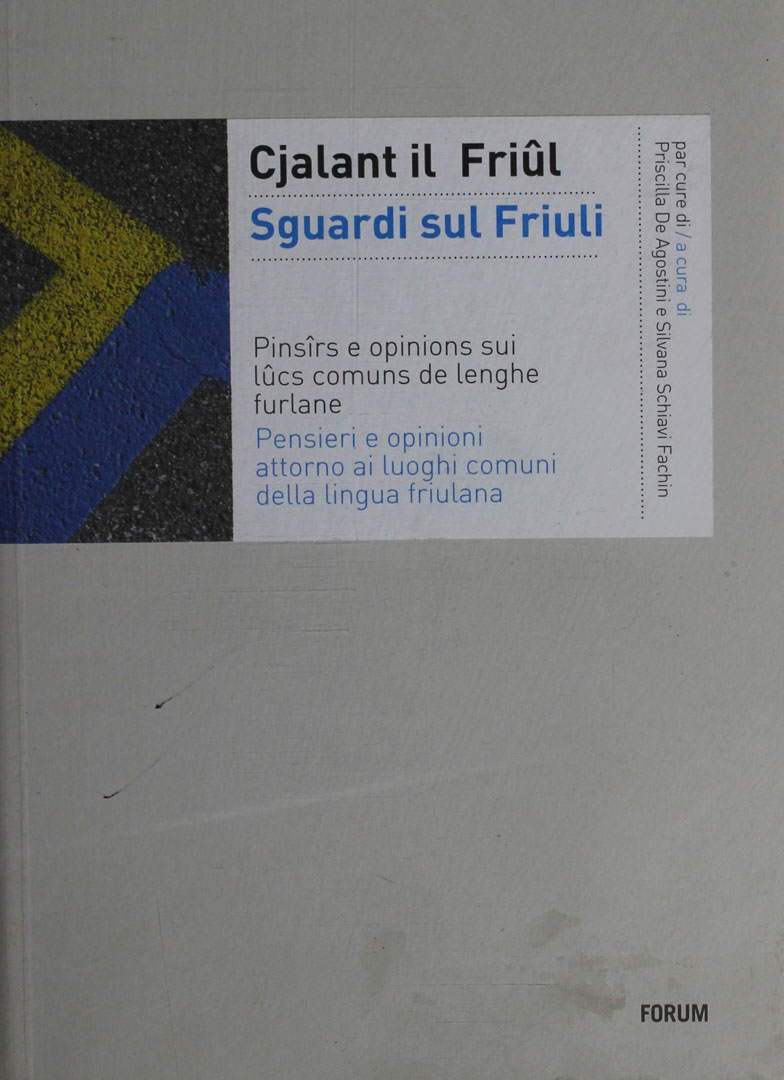 Cjalant il Friûl
Sguardi sul Friuli
Pinsîrs e opinions sui
lûcs comuns de lenghe
furlane
Pensieri e opinioni
attorno ai luoghi comuni
della lingua friulana
par cure di / a cura di
Priscilla De Agostini e Silvana Schiavi Fachin
FORUM